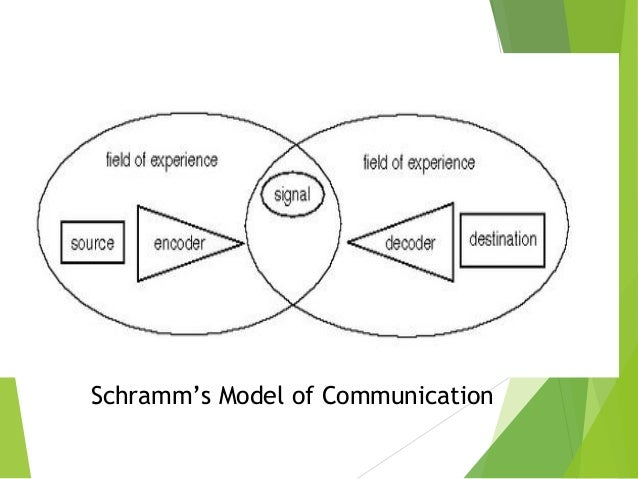 field of experience
field of experience
signal
source
encoder
decoder
destination
Schramm’s Model of Communication